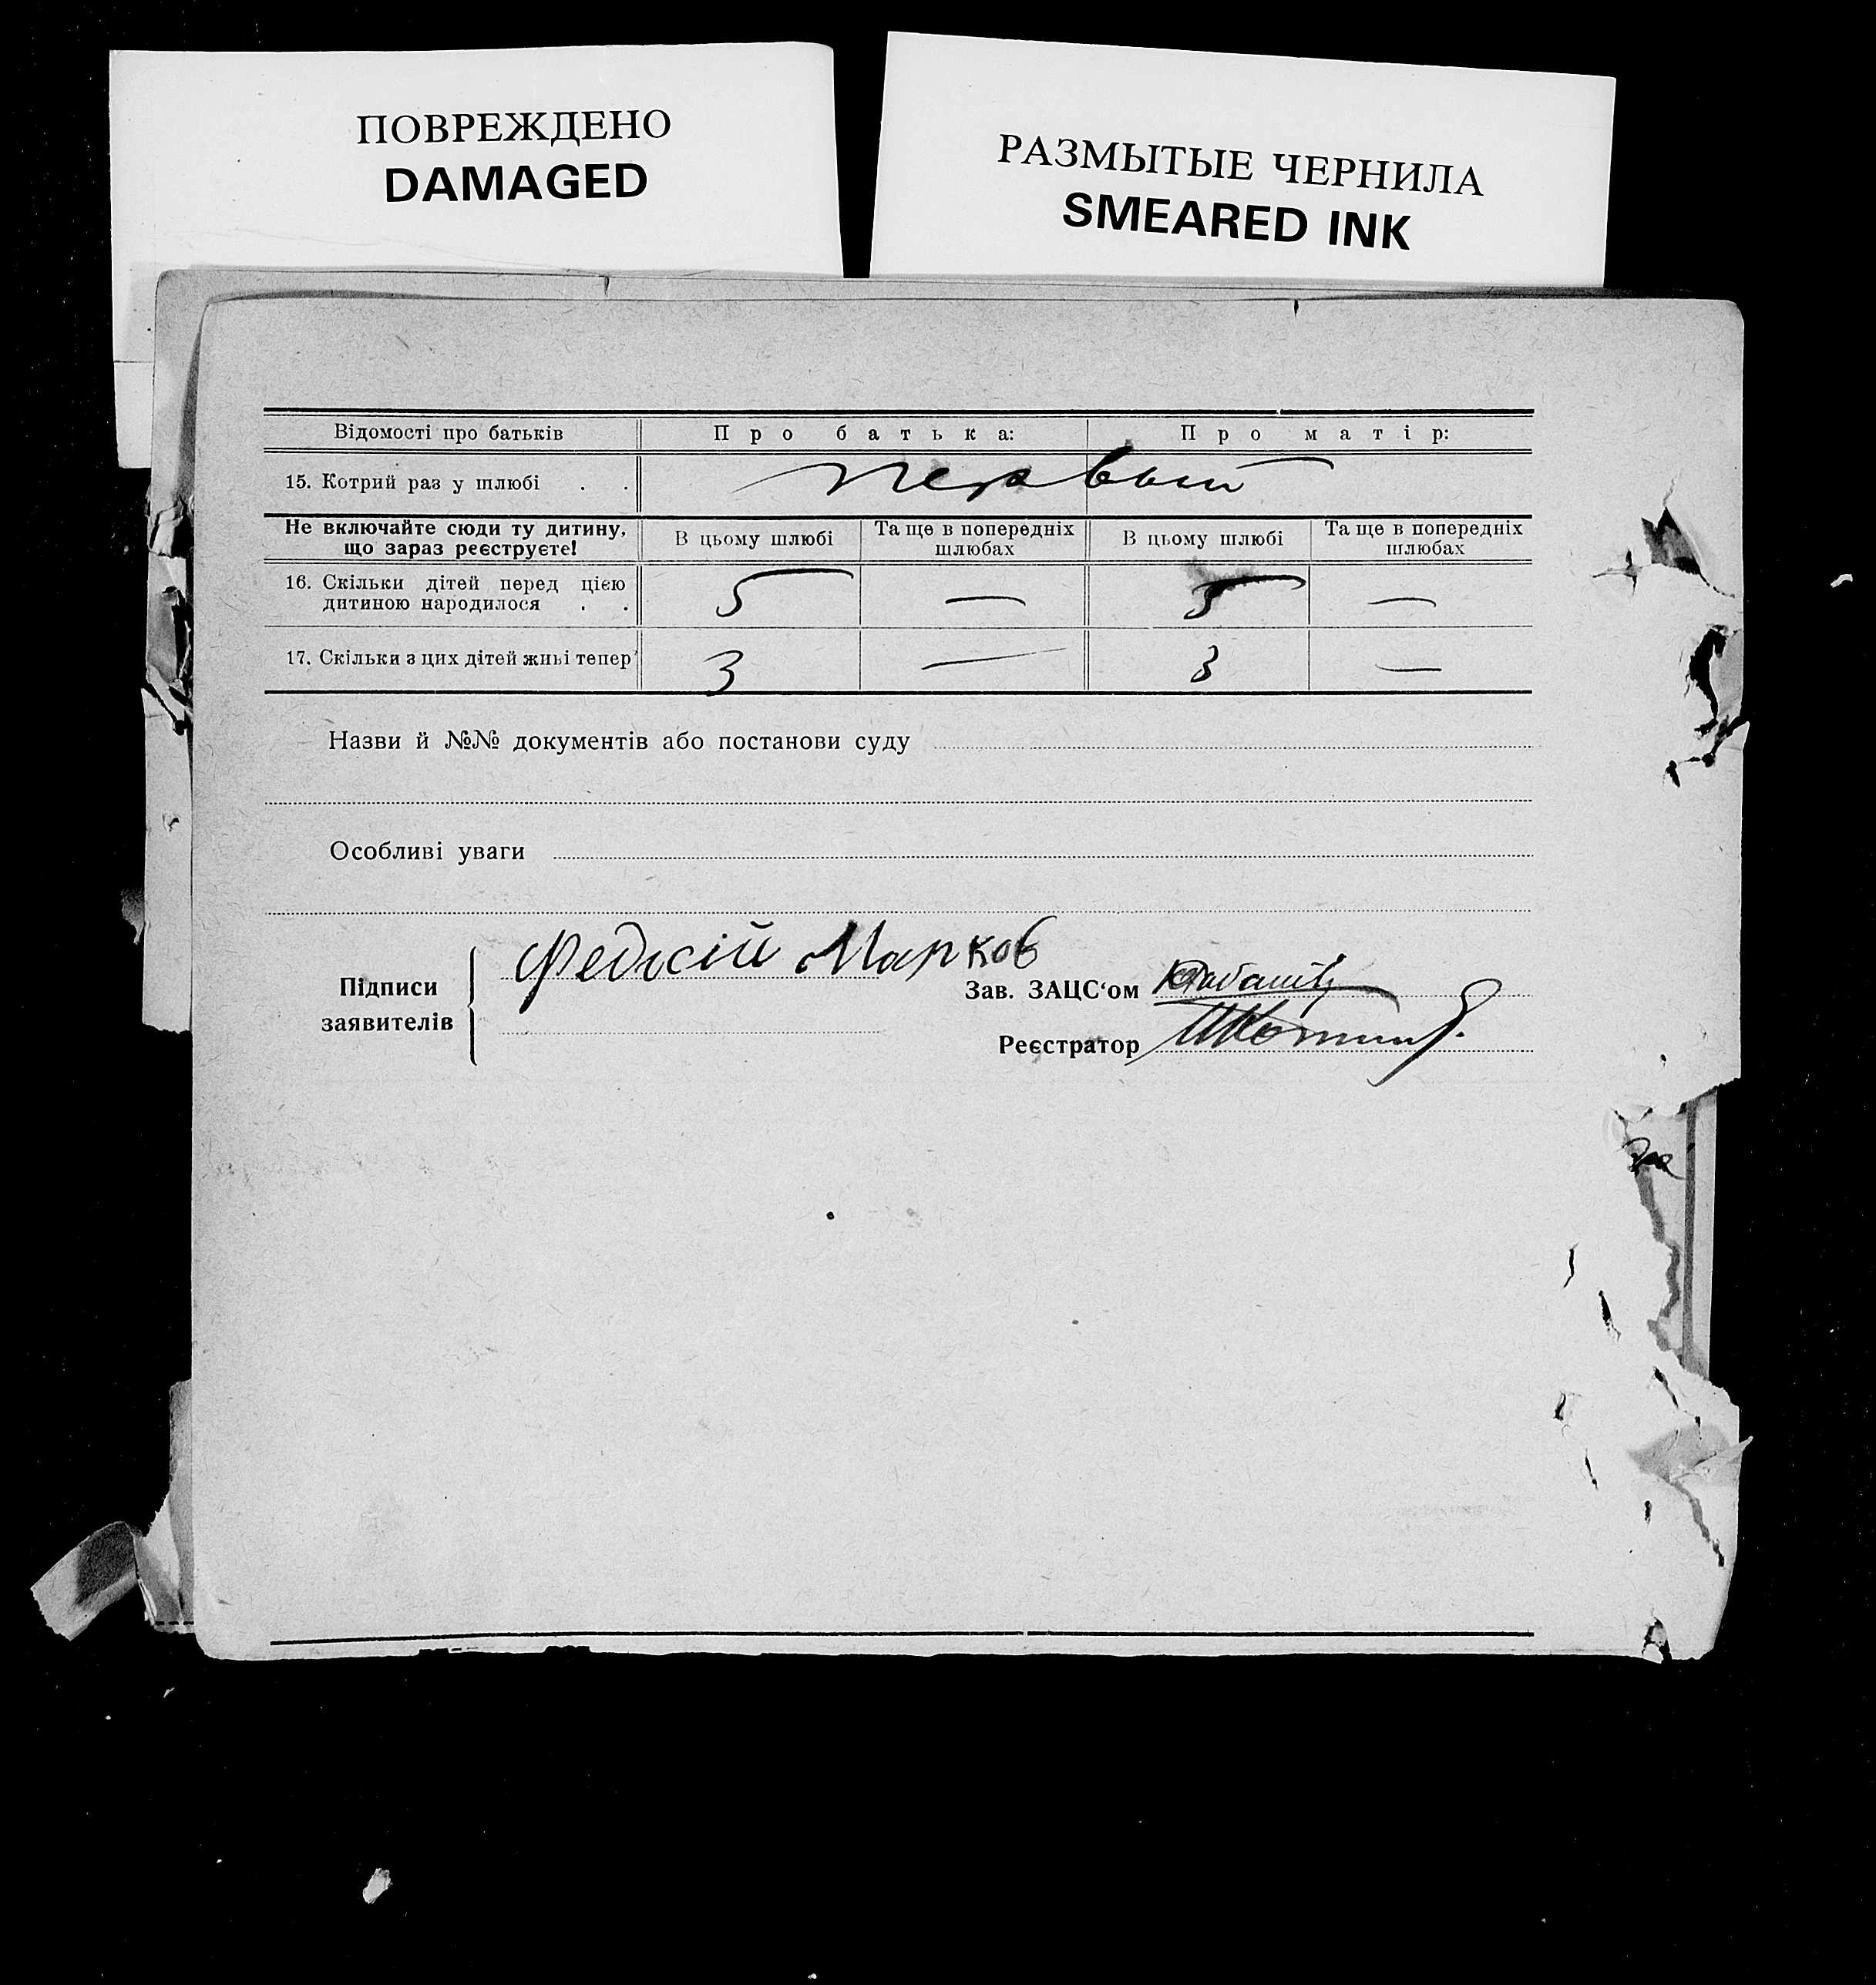 ПОВРЕЖДЕНО
DAMAGED
РАЗМЫТЫЕ ЧЕРНИЛА
SMEARED INK
Відомості про батьків Про батька: Про матір:
15. Котрий раз у шлюбі . . первый
Не включайте сюди ту дитину, що зараз реєструєте! В цьому шлюбі Та ще в попередніх шлюбах В цьому шлюбі Та ще в попередніх шлюбах
16. Скільки дітей перед цією
дитиною народилося . . 5 — 5 —
17. Скільки з цих дітей живі тепер 3 — 3 —
Назви й №№ документів або постанови суду
Особливі уваги
Підписи заявителів
Марков
Зав. ЗАЦС‘ом
Реєстратор